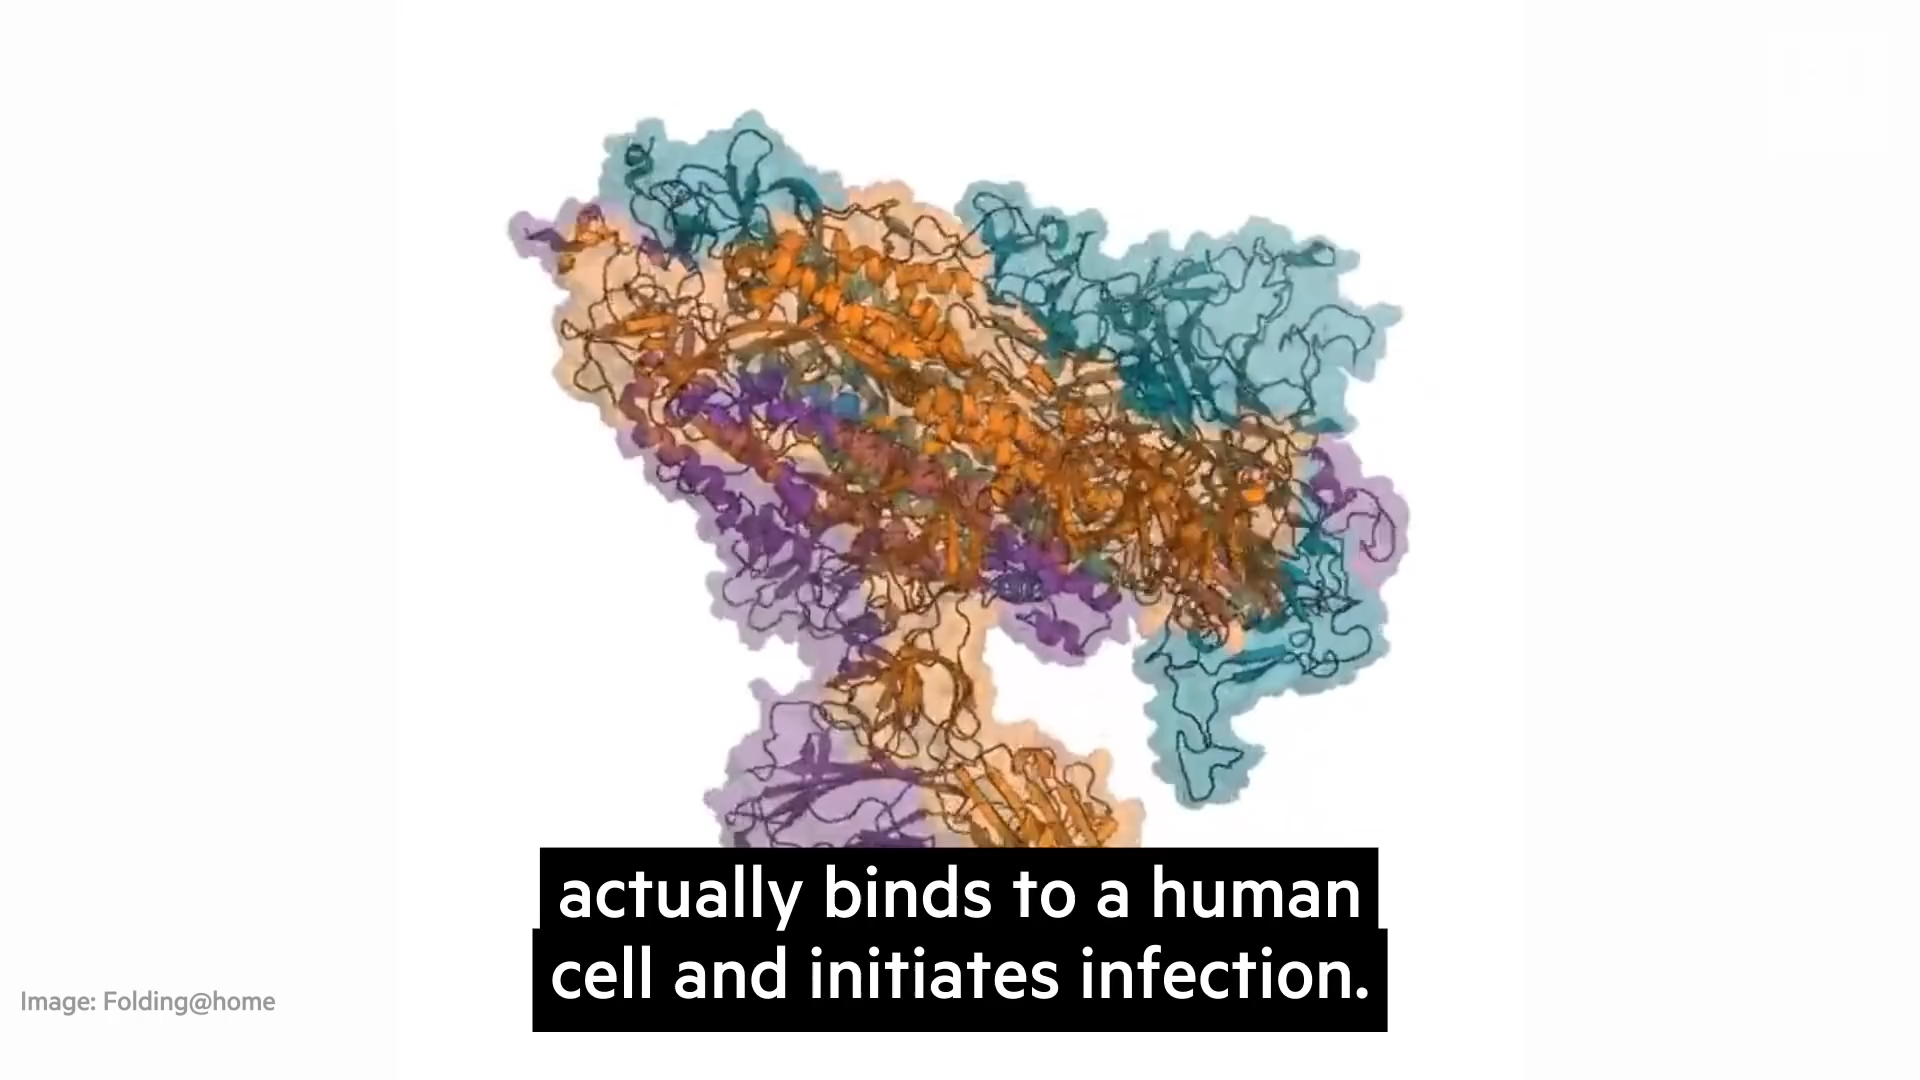 actually binds to a human
cell and initiates infection.
Image: Folding@home